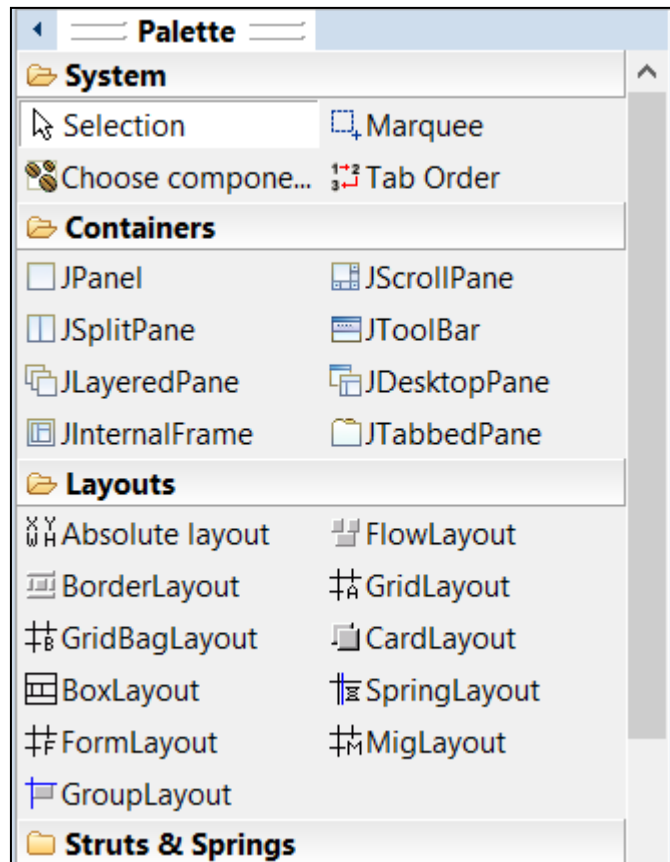 Palette
System
Selection Marquee
Choose compone... Tab Order
Containers
JPanel JScrollPane
JSplitPane JToolBar
JLayeredPane JDesktopPane
JInternalFrame JTabbedPane
Layouts
Absolute layout FlowLayout
BorderLayout GridLayout
GridBagLayout CardLayout
BoxLayout SpringLayout
FormLayout MigLayout
GroupLayout
Struts & Springs